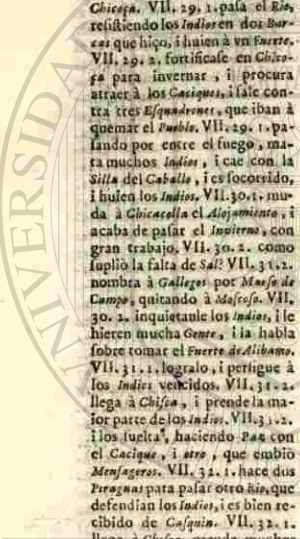 Chicoça. VII. 29. 1. pasa el Rio,
resistiendo los Indios en dos Bar-
cas que hiço, i huien à vn Fuerte.
VII. 29. 2. fortificase en Chico-
ça para invernar, i procura
atraer à los Caciques, i sale con-
tra tres Esquadrones, que iban à
quemar el Pueblo. VII. 29. 1. pa-
sando por entre el fuego, ma-
ta muchos Indios, i cae con la
Silla del Caballo, i es socorrido,
i huien los Indios. VII. 30. 1. mu-
da à Chicacolla el Alojamiento, i
acaba de pasar el Invierno, con
gran trabajo. VII. 30. 2. como
supliò la falta de Sal? VII. 31. 2.
nombra à Gallegos por Maese de
Campo, quitando à Moscoso. VII.
30. 2. inquietanle los Indios, i le
hieren mucha Gente, i la habla
sobre tomar el Fuerte de Alibamo.
VII. 31. 1. logralo, i persigue à
los Indios vencidos. VII. 31. 2.
llega à Chisca, i prende la ma-
ior parte de los Indios. VII. 31. 2.
i los suelta, haciendo Paz con
el Cacique, i otro, que embiò
Mensageros. VII. 32. 1. hace dos
Piraguas para pasar otro Rio, que
defendian los Indios, i es bien re-
cibido de Casquin. VII. 32. 1.
UNIVERSID